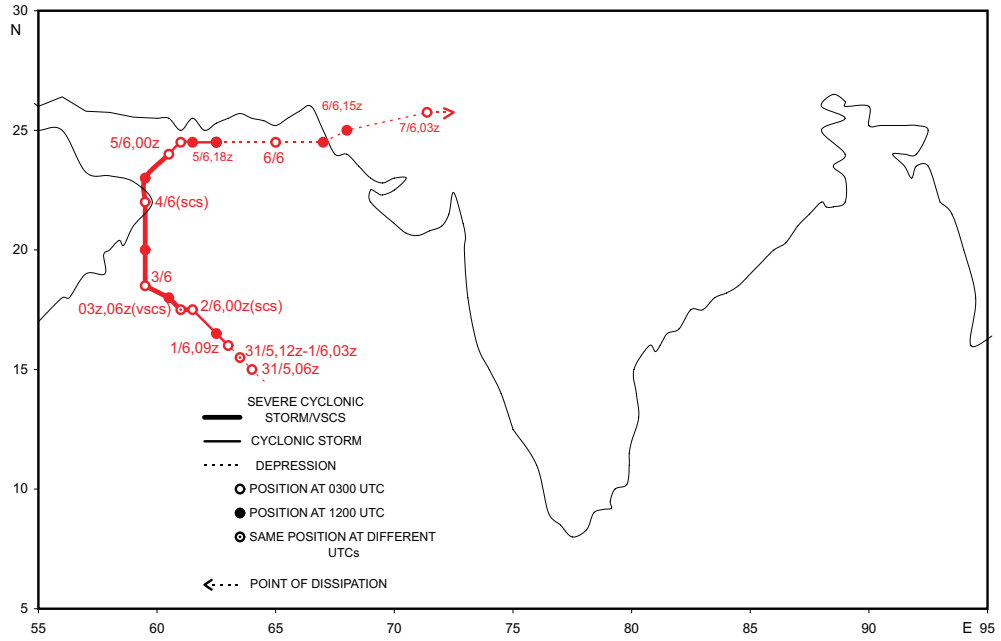 30
N
25
20
15
10
5
55
60
65
70
75
80
85
90
E 95
6/6,15z
7/6,03z
5/6,00z
5/6,18z
6/6
4/6(scs)
3/6
03z,06z(vscs)
2/6,00z(scs)
1/6,09z
31/5,12z-1/6,03z
31/5,06z
SEVERE CYCLONIC
STORM/VSCS
CYCLONIC STORM
DEPRESSION
POSITION AT 0300 UTC
POSITION AT 1200 UTC
SAME POSITION AT DIFFERENT
UTCs
POINT OF DISSIPATION